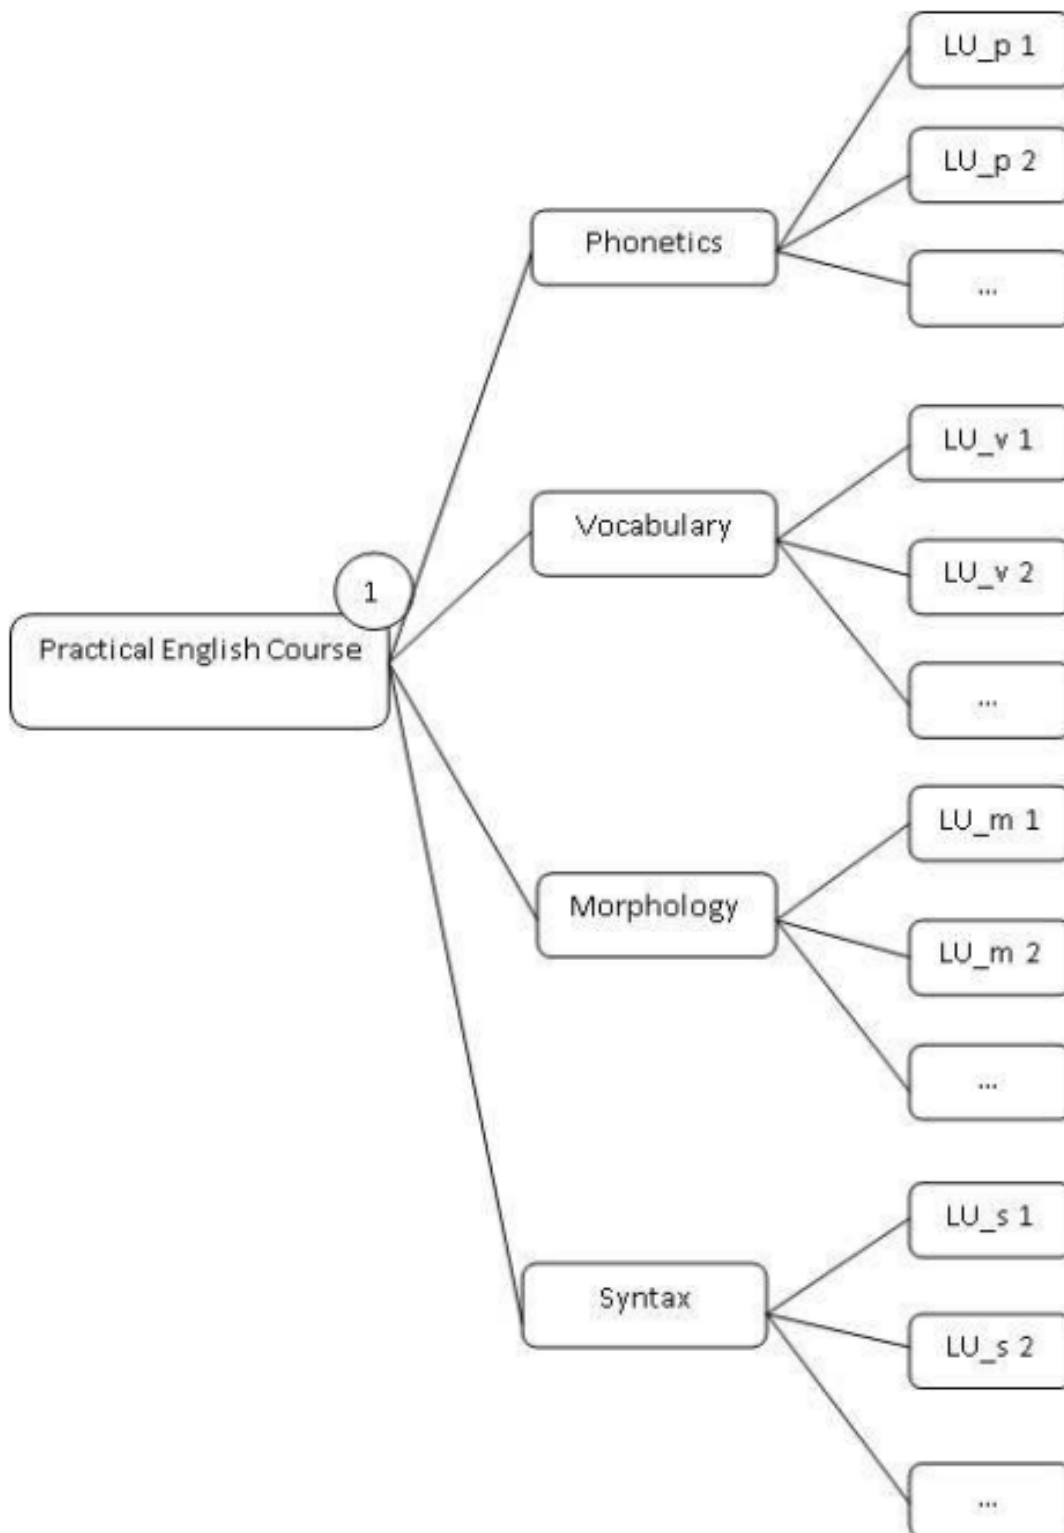 LU_p 1
LU_p 2
Phonetics
...
LU_v 1
Vocabulary
LU_v 2
1
Practical English Course
...
LU_m 1
Morphology
LU_m 2
...
LU_s 1
Syntax
LU_s 2
...